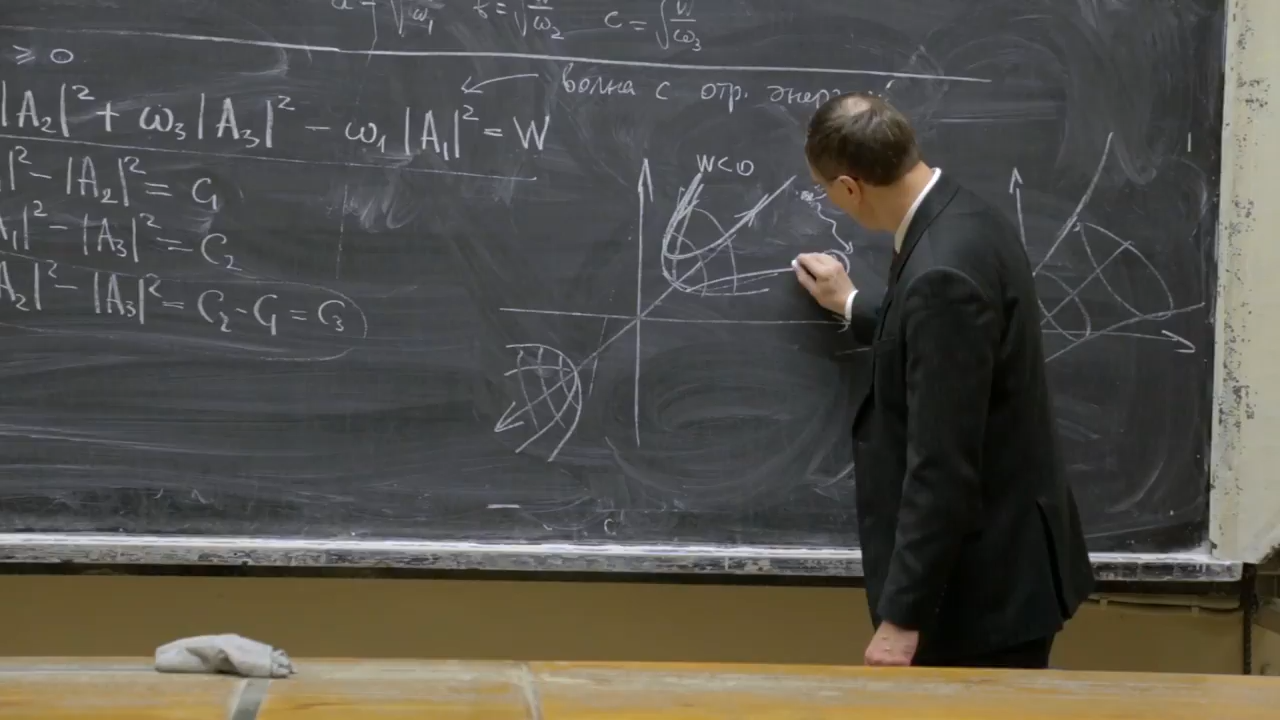 b = √ω₂ c = √W/ω₃
≥ 0
волна с отр.
|A₂|² + ω₃|A₃|² − ω₁|A₁|² = W
|² − |A₂|² = C₁
W<0
A₁|² − |A₃|² = C₂
A₂|² − |A₃|² = C₂ − C₁ = C₃